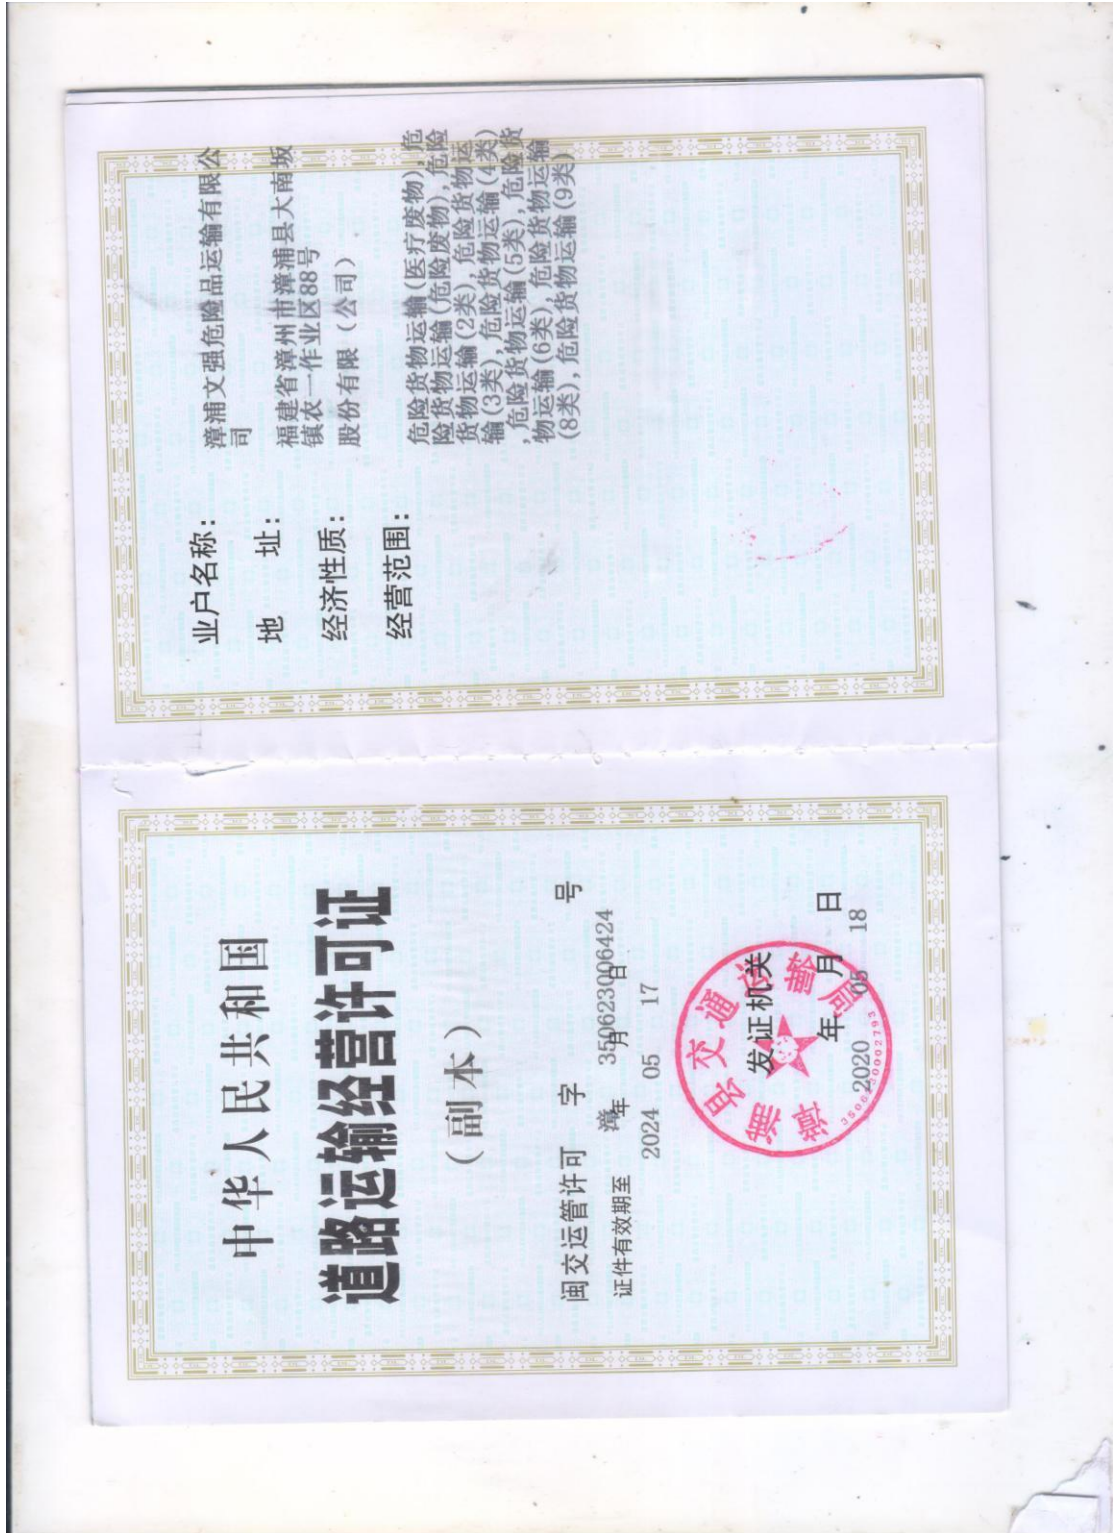 中华人民共和国
道路运输经营许可证
（副本）
闽交运管许可 字 号
漳 350623006424
证件有效期至 年 月 日
2024 05 17
发证机关
年 月 日
2020 05 18
交通运输局
3506230002793
业户名称：
漳浦文强危险品运输有限公
司
地 址：
福建省漳州市漳浦县大南坂
镇农一作业区88号
经济性质：
股份有限（公司）
经营范围：
危险货物运输(医疗废物),危
险货物运输(危险废物),危险
货物运输(2类),危险货物运
输(3类),危险货物运输(4类)
,危险货物运输(5类),危险货
物运输(6类),危险货物运输
(8类),危险货物运输(9类)